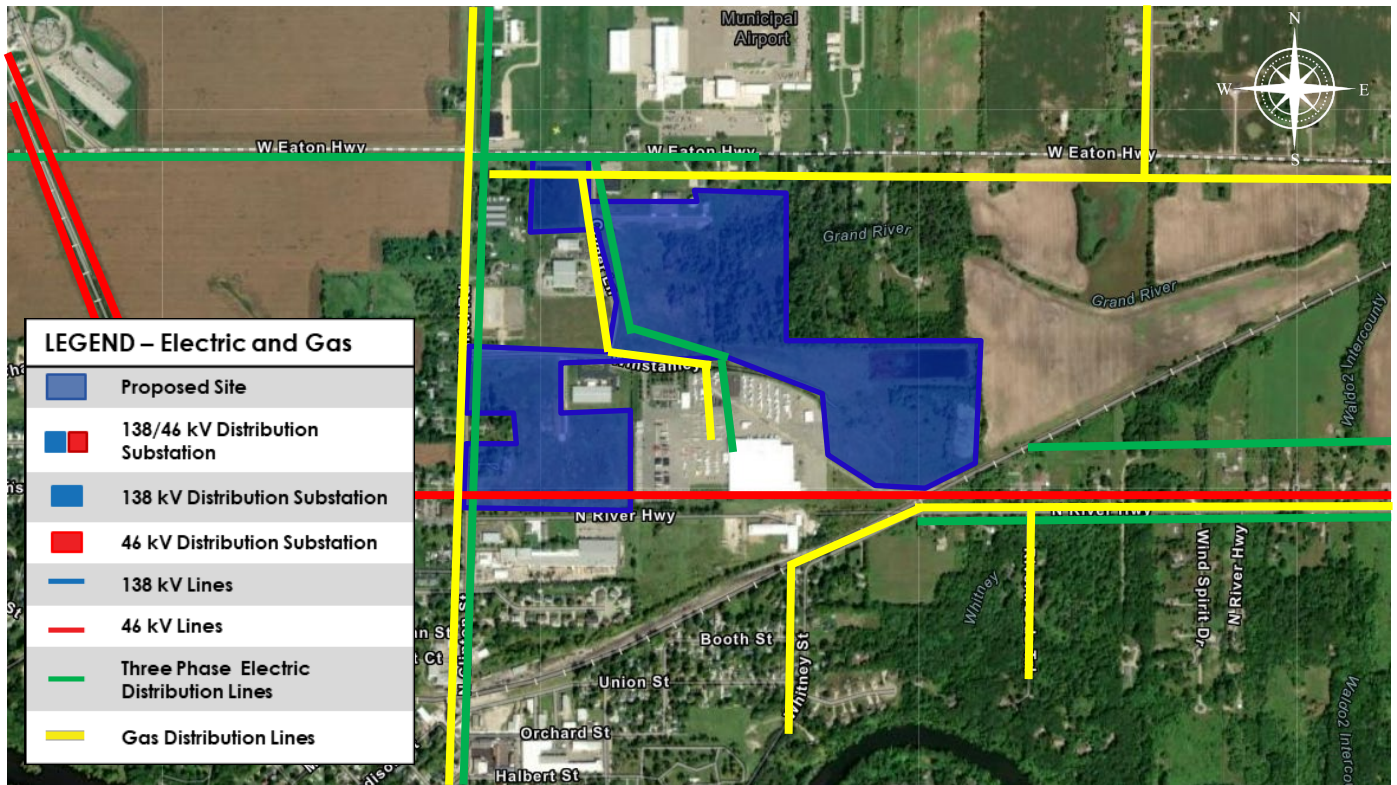 Municipal
Airport
N
W
E
S
W Eaton Hwy
W Eaton Hwy
W Eaton Hwy
Grand River
Grand River
Waldo2 Intercounty
LEGEND – Electric and Gas
Proposed Site
138/46 kV Distribution
Substation
138 kV Distribution Substation
46 kV Distribution Substation
138 kV Lines
46 kV Lines
Three Phase Electric
Distribution Lines
Gas Distribution Lines
N River Hwy
N River Hwy
Whitney
Wind Spirit Dr
N River Hwy
Booth St
Whitney St
Union St
Orchard St
Halbert St
Ct